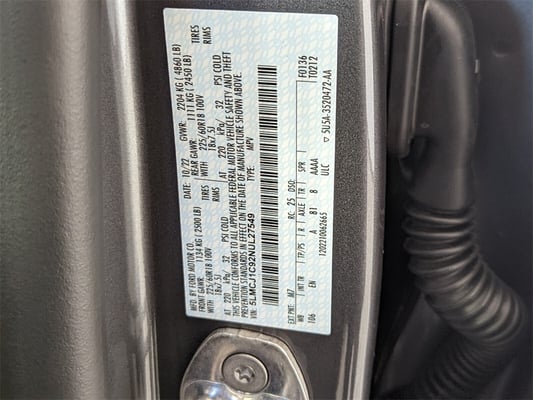 MFD. BY FORD MOTOR CO.
DATE: 10/22 GVWR: 2204 KG ( 4860 LB)
FRONT GAWR: 1134 KG ( 2500 LB) REAR GAWR: 1111 KG ( 2450 LB)
WITH TIRES WITH TIRES
225/60R18 100V RIMS 225/60R18 100V RIMS
18x7.5J 18x7.5J
AT 220 kPa/ 32 PSI COLD AT 220 kPa/ 32 PSI COLD
THIS VEHICLE CONFORMS TO ALL APPLICABLE FEDERAL MOTOR VEHICLE SAFETY AND THEFT
PREVENTION STANDARDS IN EFFECT ON THE DATE OF MANUFACTURE SHOWN ABOVE.
VIN: 5LMCJ1C92NUL27549 TYPE: MPV
F0136
T0212
EXT PNT: MZ RC: 25 DSO:
WB TP/PS R AXLE TR SPR
106 EN A 81 8 AAAA
ULC
1202210062665
5U5A-3520472-AA